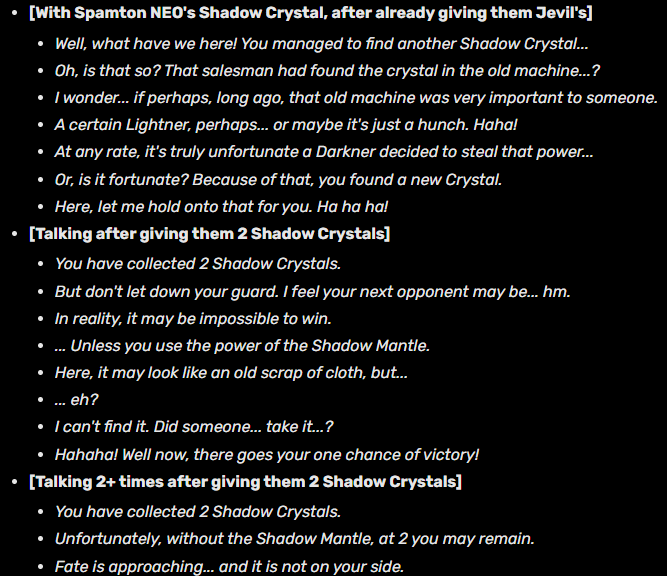 [With Spamton NEO's Shadow Crystal, after already giving them Jevil's]
Well, what have we here! You managed to find another Shadow Crystal...
Oh, is that so? That salesman had found the crystal in the old machine...?
I wonder... if perhaps, long ago, that old machine was very important to someone.
A certain Lightner, perhaps... or maybe it's just a hunch. Haha!
At any rate, it's truly unfortunate a Darkner decided to steal that power...
Or, is it fortunate? Because of that, you found a new Crystal.
Here, let me hold onto that for you. Ha ha ha!
[Talking after giving them 2 Shadow Crystals]
You have collected 2 Shadow Crystals.
But don't let down your guard. I feel your next opponent may be... hm.
In reality, it may be impossible to win.
... Unless you use the power of the Shadow Mantle.
Here, it may look like an old scrap of cloth, but...
... eh?
I can't find it. Did someone... take it...?
Hahaha! Well now, there goes your one chance of victory!
[Talking 2+ times after giving them 2 Shadow Crystals]
You have collected 2 Shadow Crystals.
Unfortunately, without the Shadow Mantle, at 2 you may remain.
Fate is approaching... and it is not on your side.